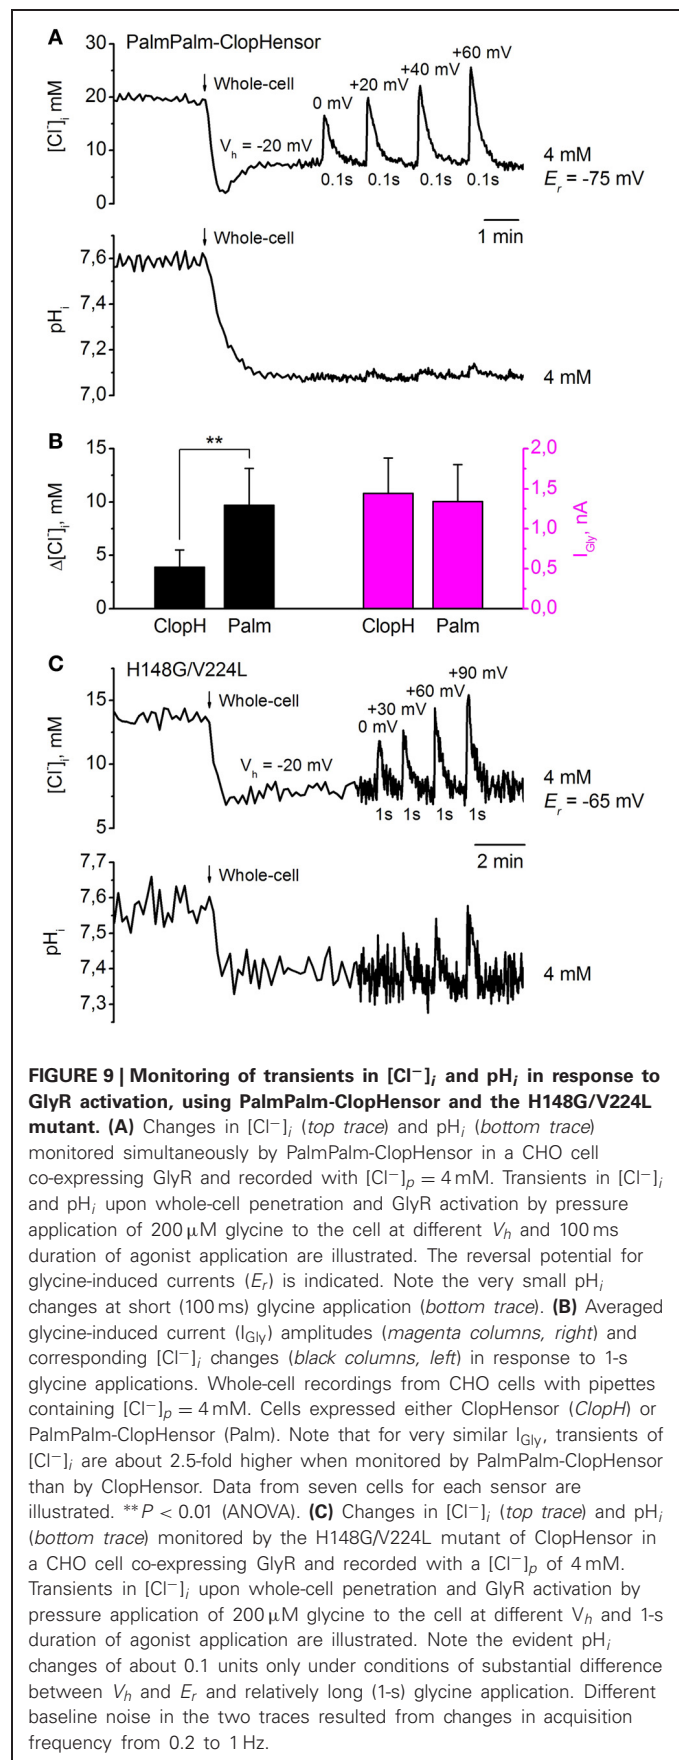 A PalmPalm-ClopHensor
[Cl⁻]i, mM
30
20
10
0
Whole-cell
Vh = -20 mV
0 mV
+20 mV
+40 mV
+60 mV
0.1s 0.1s 0.1s 0.1s
4 mM
Er = -75 mV
1 min
pHi
7,6
7,4
7,2
7,0
Whole-cell
4 mM
B
Δ[Cl⁻]i, mM
15
10
5
0
**
ClopH Palm ClopH Palm
2,0
1,5
1,0
0,5
0,0
IGly, nA
C H148G/V224L
[Cl⁻]i, mM
15
10
5
Whole-cell
Vh = -20 mV
0 mV
+30 mV
+60 mV
+90 mV
1s 1s 1s 1s
4 mM
Er = -65 mV
2 min
pHi
7,7
7,6
7,5
7,4
7,3
Whole-cell
4 mM
FIGURE 9 | Monitoring of transients in [Cl−]i and pHi in response to
GlyR activation, using PalmPalm-ClopHensor and the H148G/V224L
mutant. (A) Changes in [Cl−]i (top trace) and pHi (bottom trace)
monitored simultaneously by PalmPalm-ClopHensor in a CHO cell
co-expressing GlyR and recorded with [Cl−]p = 4 mM. Transients in [Cl−]i
and pHi upon whole-cell penetration and GlyR activation by pressure
application of 200 μM glycine to the cell at different Vh and 100 ms
duration of agonist application are illustrated. The reversal potential for
glycine-induced currents (Er) is indicated. Note the very small pHi
changes at short (100 ms) glycine application (bottom trace). (B) Averaged
glycine-induced current (IGly) amplitudes (magenta columns, right) and
corresponding [Cl−]i changes (black columns, left) in response to 1-s
glycine applications. Whole-cell recordings from CHO cells with pipettes
containing [Cl−]p = 4 mM. Cells expressed either ClopHensor (ClopH) or
PalmPalm-ClopHensor (Palm). Note that for very similar IGly, transients of
[Cl−]i are about 2.5-fold higher when monitored by PalmPalm-ClopHensor
than by ClopHensor. Data from seven cells for each sensor are
illustrated. **P < 0.01 (ANOVA). (C) Changes in [Cl−]i (top trace) and pHi
(bottom trace) monitored by the H148G/V224L mutant of ClopHensor in
a CHO cell co-expressing GlyR and recorded with a [Cl−]p of 4 mM.
Transients in [Cl−]i upon whole-cell penetration and GlyR activation by
pressure application of 200 μM glycine to the cell at different Vh and 1-s
duration of agonist application are illustrated. Note the evident pHi
changes of about 0.1 units only under conditions of substantial difference
between Vh and Er and relatively long (1-s) glycine application. Different
baseline noise in the two traces resulted from changes in acquisition
frequency from 0.2 to 1 Hz.